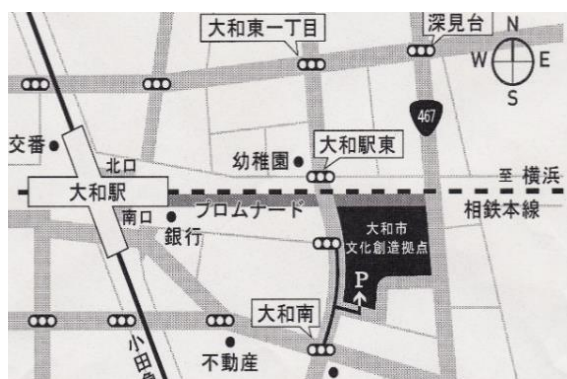 大和東一丁目
深見台
N
W E
S
467
交番
北口
幼稚園
大和駅東
至 横浜
大和駅
プロムナード
相鉄本線
南口
銀行
大和市
文化創造拠点
P
大和南
不動産
小田急